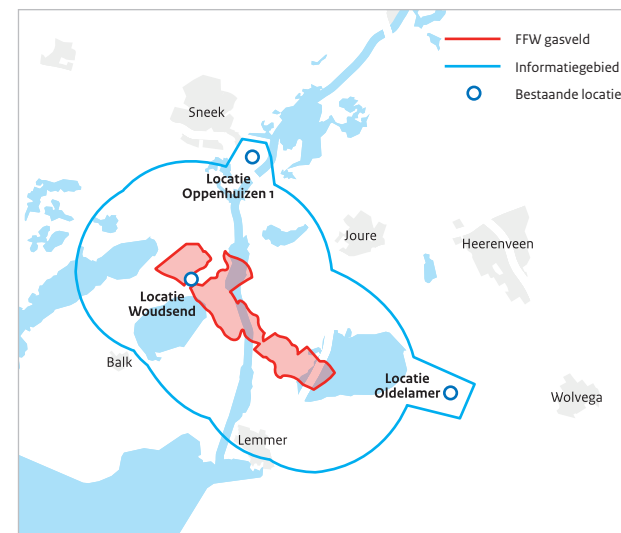 FFW gasveld
Informatiegebied
Bestaande locatie
Sneek
Locatie
Oppenhuizen 1
Joure
Heerenveen
Locatie
Woudsend
Balk
Locatie
Oldelamer
Wolvega
Lemmer